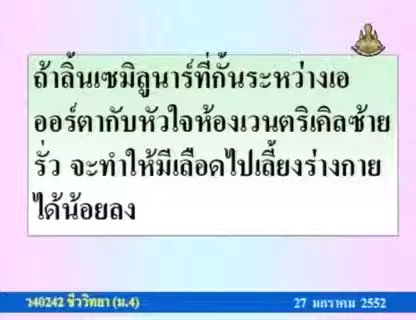 ถ้าลิ้นเซมิลูนาร์ที่กั้นระหว่างเอ
ออร์ตากับหัวใจห้องเวนตริเคิลซ้าย
รั่ว จะทำให้มีเลือดไปเลี้ยงร่างกาย
ได้น้อยลง
ว40242 ชีววิทยา (ม.4)
27 มกราคม 2552